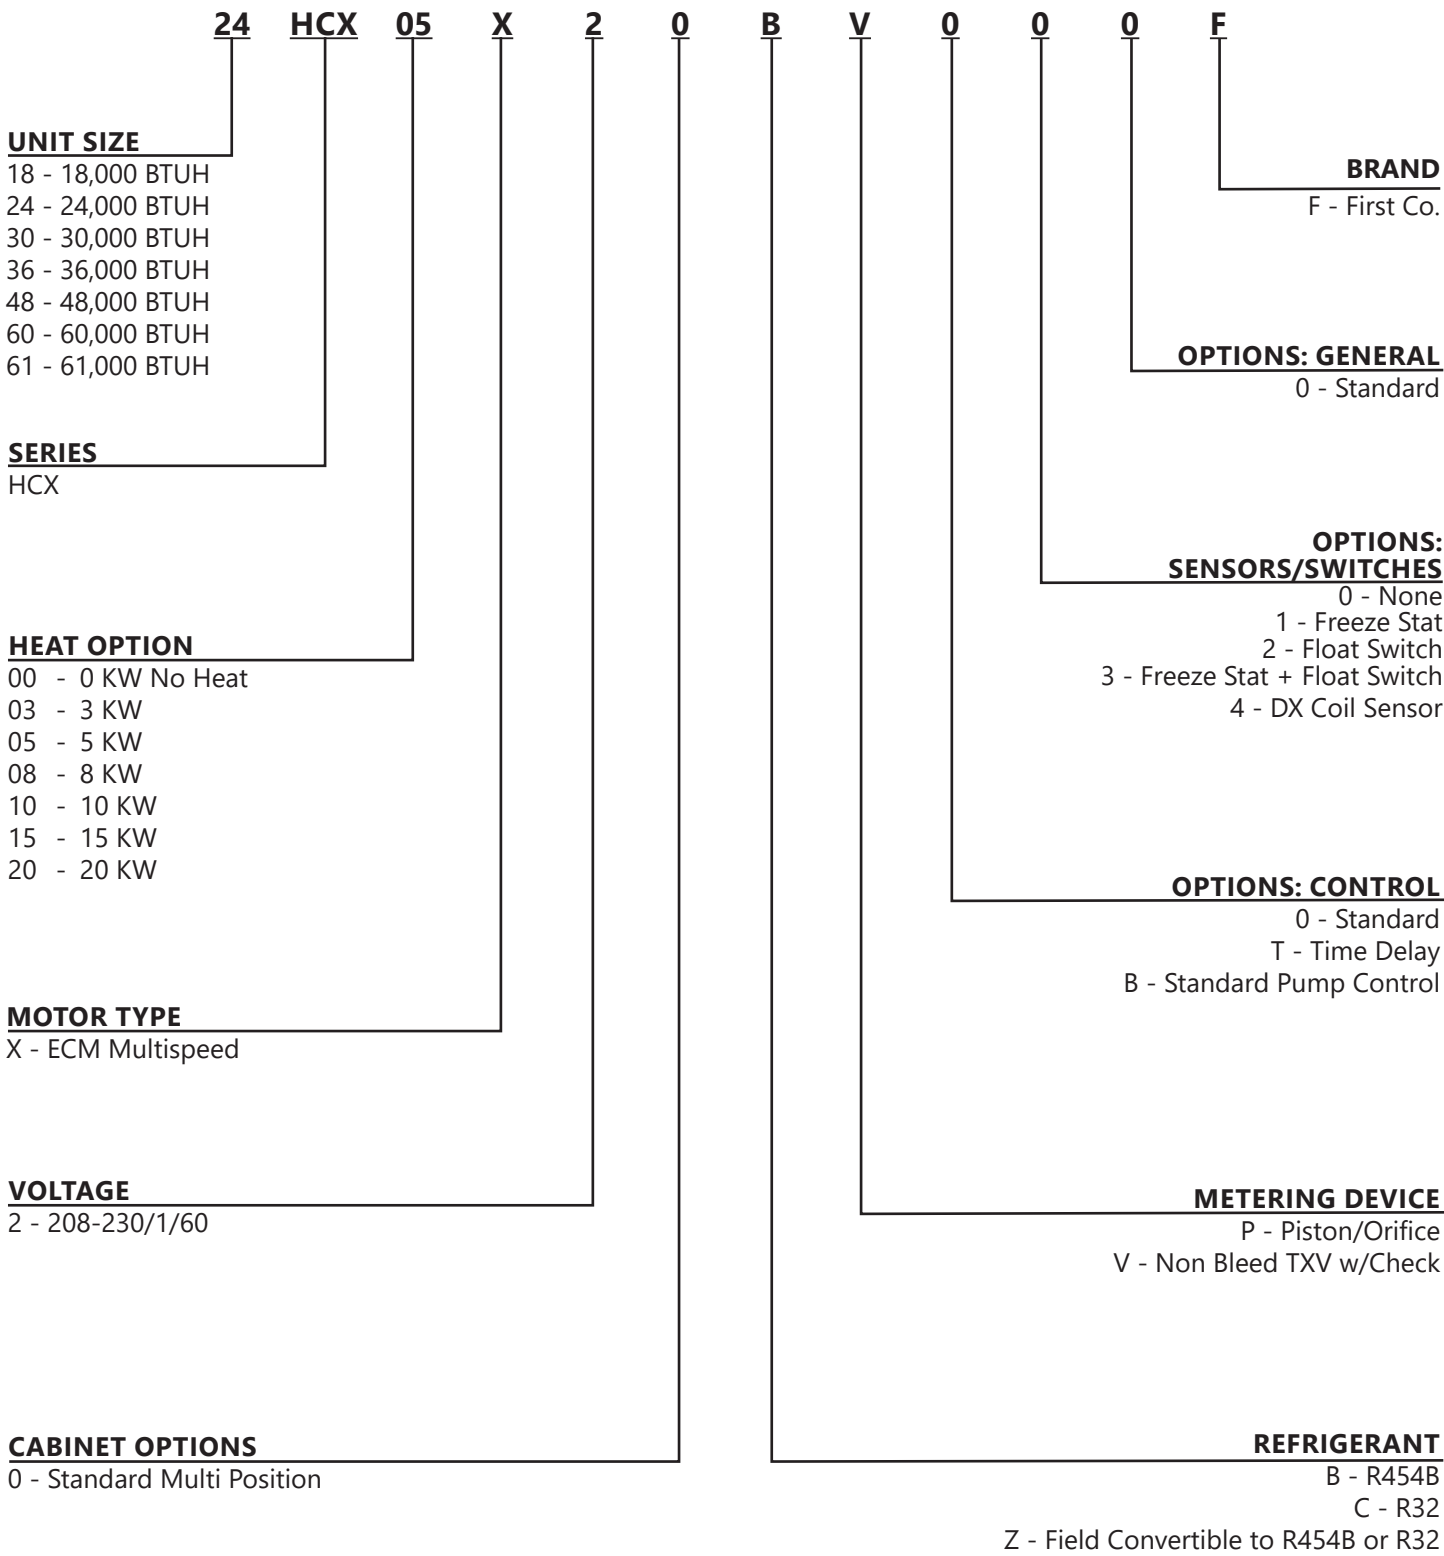 24 HCX 05 X 2 0 B V 0 0 0 F
UNIT SIZE
18 - 18,000 BTUH
24 - 24,000 BTUH
30 - 30,000 BTUH
36 - 36,000 BTUH
48 - 48,000 BTUH
60 - 60,000 BTUH
61 - 61,000 BTUH
SERIES
HCX
HEAT OPTION
00 - 0 KW No Heat
03 - 3 KW
05 - 5 KW
08 - 8 KW
10 - 10 KW
15 - 15 KW
20 - 20 KW
MOTOR TYPE
X - ECM Multispeed
VOLTAGE
2 - 208-230/1/60
CABINET OPTIONS
0 - Standard Multi Position
BRAND
F - First Co.
OPTIONS: GENERAL
0 - Standard
OPTIONS:
SENSORS/SWITCHES
0 - None
1 - Freeze Stat
2 - Float Switch
3 - Freeze Stat + Float Switch
4 - DX Coil Sensor
OPTIONS: CONTROL
0 - Standard
T - Time Delay
B - Standard Pump Control
METERING DEVICE
P - Piston/Orifice
V - Non Bleed TXV w/Check
REFRIGERANT
B - R454B
C - R32
Z - Field Convertible to R454B or R32